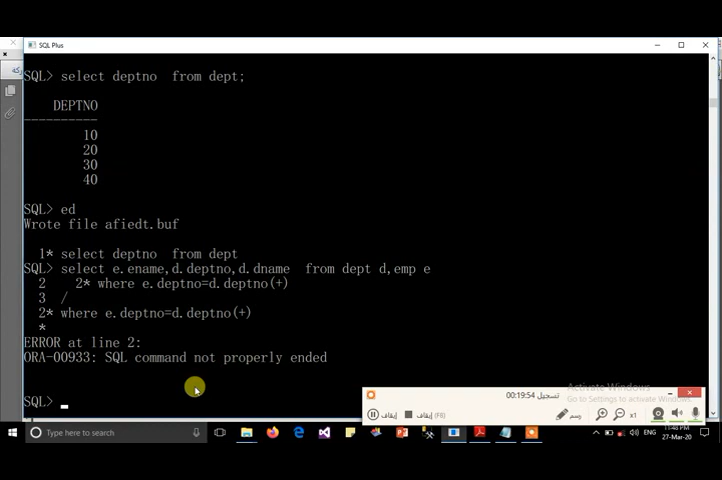 SQL Plus
SQL> select deptno  from dept;
DEPTNO
----------
10
20
30
40
SQL> ed
Wrote file afiedt.buf
1* select deptno  from dept
SQL> select e.ename,d.deptno,d.dname  from dept d,emp e
2    2* where e.deptno=d.deptno(+)
3  /
2* where e.deptno=d.deptno(+)
*
ERROR at line 2:
ORA-00933: SQL command not properly ended
SQL> _
Activate Windows
Go to Settings to activate Windows.
تسجيل 00:19:54
إيقاف
إيقاف (F8)
رسم
x1
Type here to search
ENG
11:48 PM
27-Mar-20